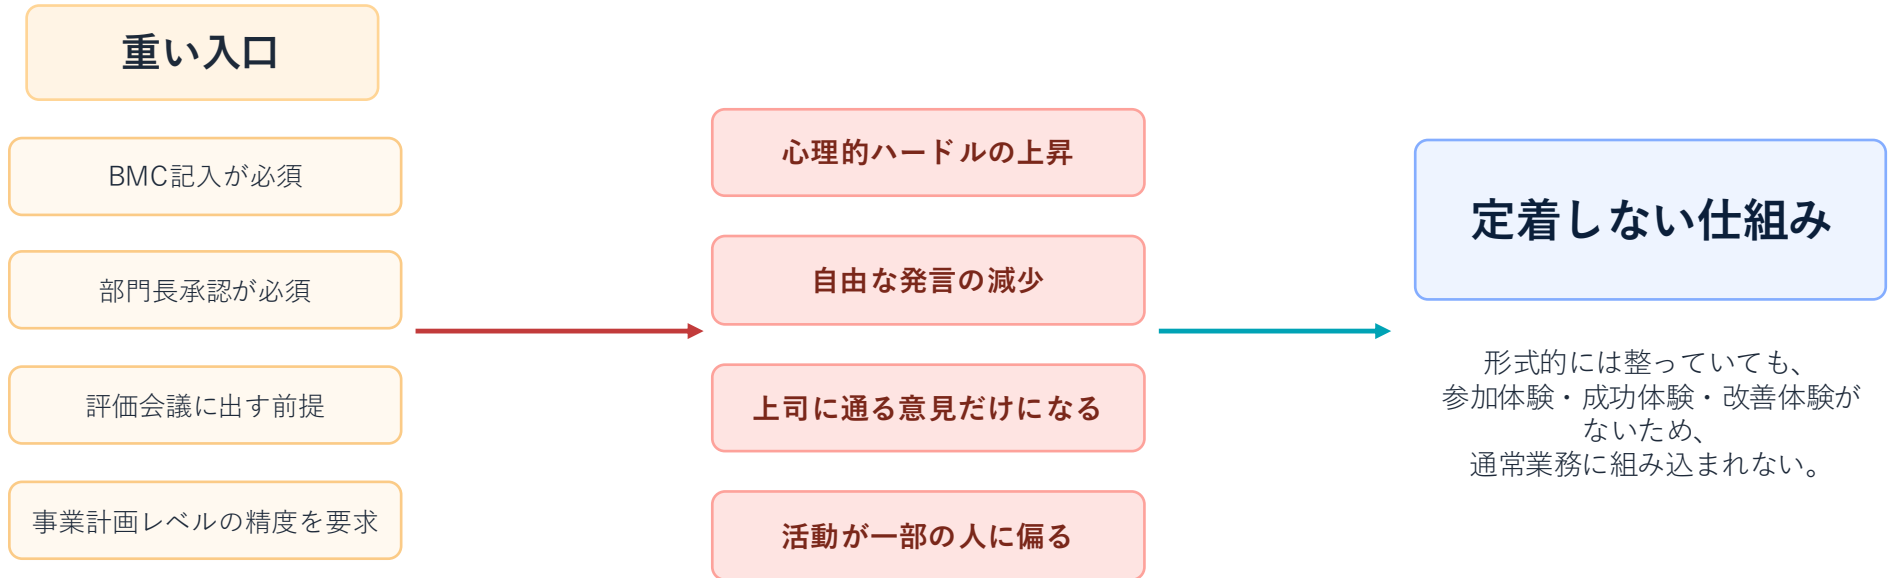 重い入口
BMC記入が必須
部門長承認が必須
評価会議に出す前提
事業計画レベルの精度を要求
心理的ハードルの上昇
自由な発言の減少
上司に通る意見だけになる
活動が一部の人に偏る
定着しない仕組み
形式的には整っていても、
参加体験・成功体験・改善体験が
ないため、
通常業務に組み込まれない。